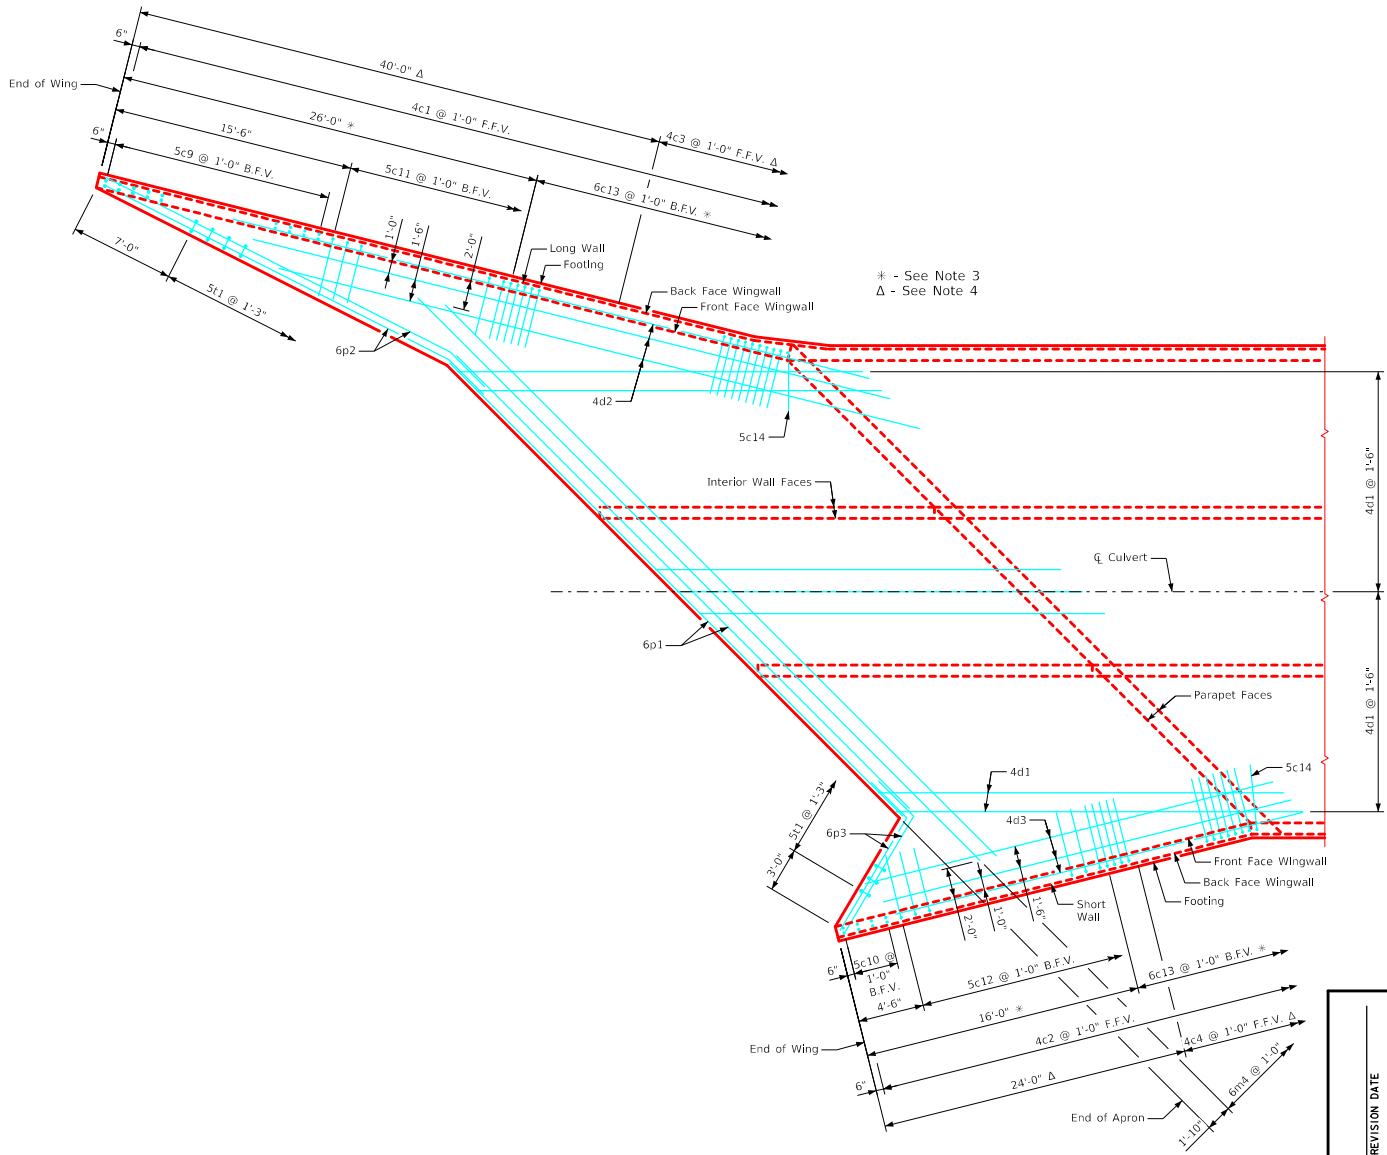 6"
40'-0" Δ
End of Wing
4c1 @ 1'-0" F.F.V.
26'-0" ✳
4c3 @ 1'-0" F.F.V. Δ
15'-6"
6"
5c9 @ 1'-0" B.F.V.
5c11 @ 1'-0" B.F.V.
6c13 @ 1'-0" B.F.V. ✳
1'-0"
1'-6"
2'-0"
7'-0"
Long Wall
Footing
✳ - See Note 3
Δ - See Note 4
Back Face Wingwall
Front Face Wingwall
5t1 @ 1'-3"
6p2
4d2
5c14
4d1 @ 1'-6"
Interior Wall Faces
℄ Culvert
6p1
Parapet Faces
4d1 @ 1'-6"
5c14
4d1
5t1 @ 1'-3"
4d3
6p3
3'-0"
Front Face Wingwall
Back Face Wingwall
Footing
Short
Wall
2'-0"
1'-0"
1'-6"
6"
5c10 @
1'-0"
B.F.V.
4'-6"
5c12 @ 1'-0" B.F.V.
6c13 @ 1'-0" B.F.V. ✳
16'-0" ✳
End of Wing
4c2 @ 1'-0" F.F.V.
4c4 @ 1'-0" F.F.V. Δ
6"
24'-0" Δ
6m4 @ 1'-0"
End of Apron
1'-10"
REVISION DATE